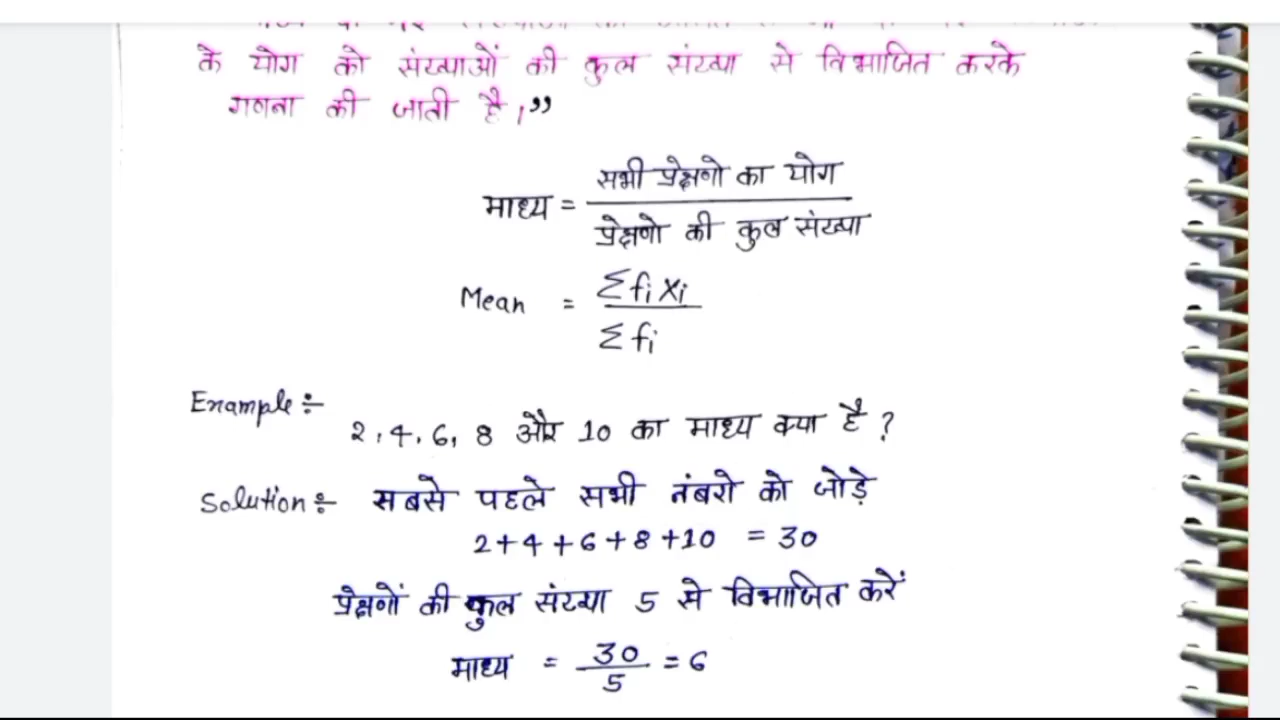 के योग को संख्याओं की कुल संख्या से विभाजित करके
गणना की जाती है।”
माध्य = सभी प्रेक्षणो का योग
प्रेक्षणो की कुल संख्या
Mean = Σfᵢxᵢ
Σfᵢ
Example ÷
2, 4, 6, 8 और 10 का माध्य क्या है ?
Solution ÷ सबसे पहले सभी नंबरो को जोड़े
2+4+6+8+10 = 30
प्रेक्षणों की कुल संख्या 5 से विभाजित करें
माध्य = 30
5 = 6